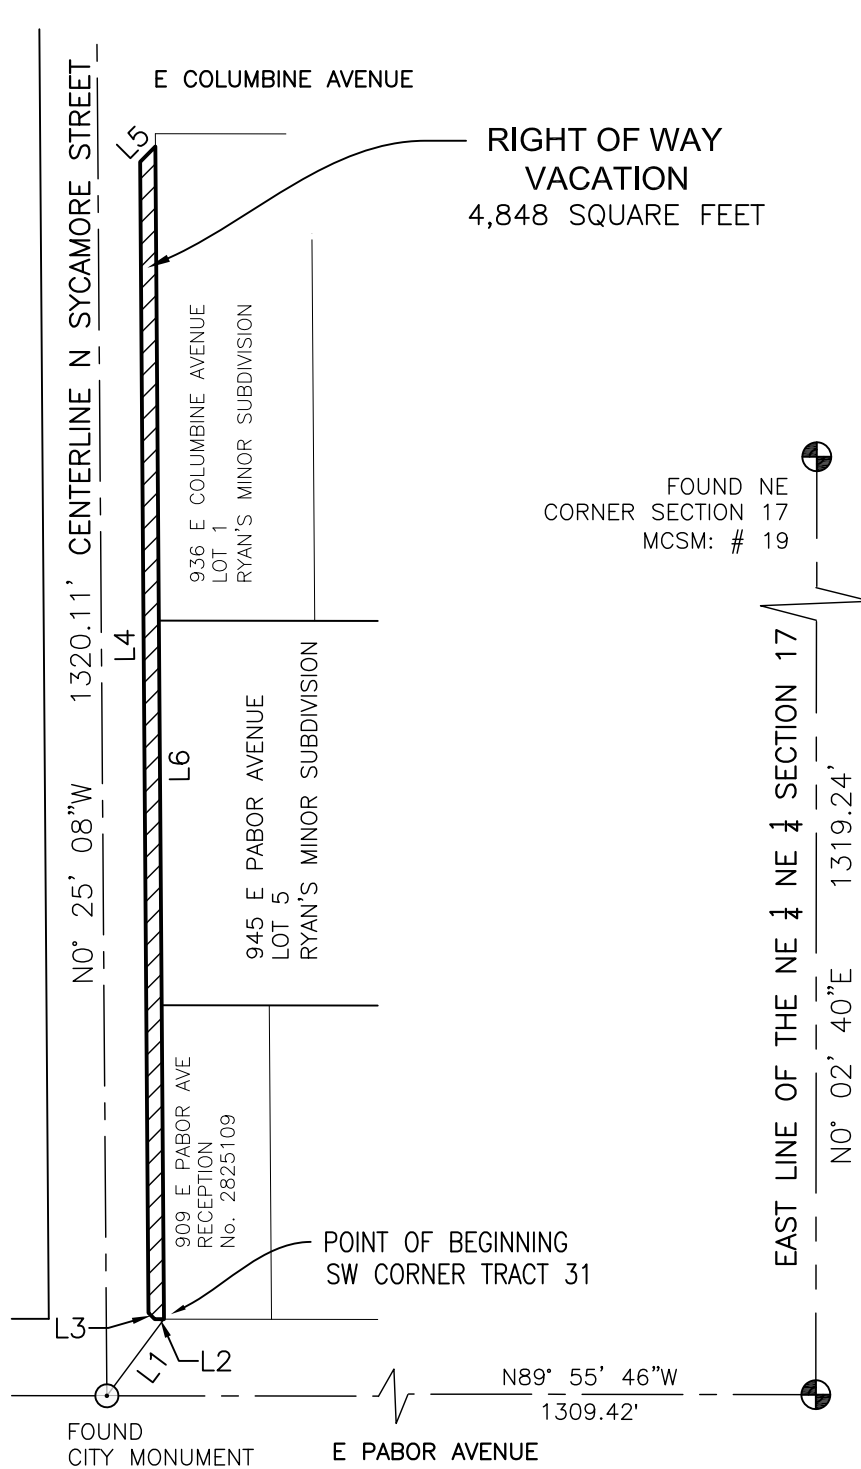 E COLUMBINE AVENUE
L5
RIGHT OF WAY
VACATION
4,848 SQUARE FEET
N0° 25' 08"W 1320.11' CENTERLINE N SYCAMORE STREET
936 E COLUMBINE AVENUE
LOT 1
RYAN'S MINOR SUBDIVISION
FOUND NE
CORNER SECTION 17
MCSM: # 19
L4
L6
945 E PABOR AVENUE
LOT 5
RYAN'S MINOR SUBDIVISION
EAST LINE OF THE NE 1/4 NE 1/4 SECTION 17
N0° 02' 40"E 1319.24'
909 E PABOR AVE
RECEPTION
No. 2825109
POINT OF BEGINNING
SW CORNER TRACT 31
L3
L1
L2
N89° 55' 46"W
1309.42'
FOUND
CITY MONUMENT
E PABOR AVENUE